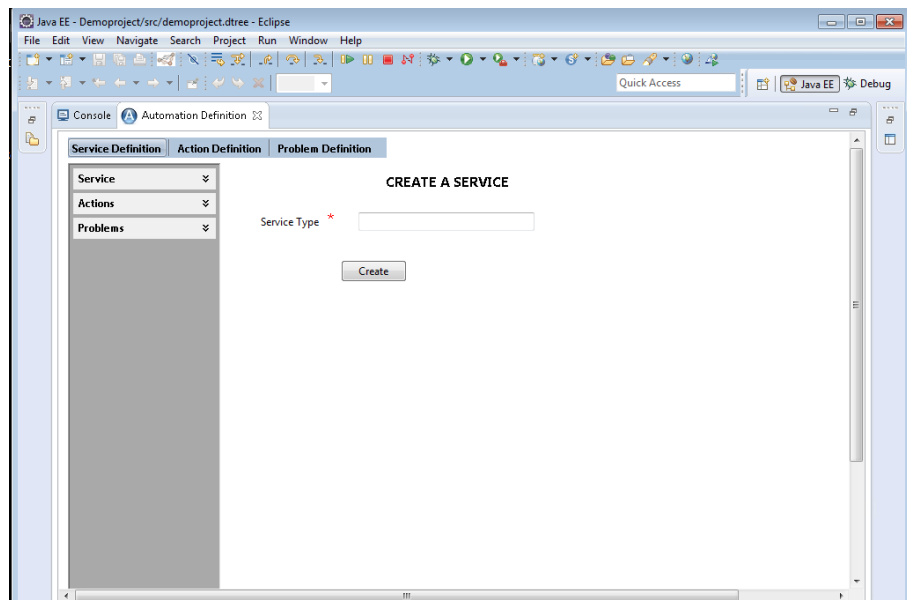 Java EE - Demoproject/src/demoproject.dtree - Eclipse
File Edit View Navigate Search Project Run Window Help
Quick Access
Java EE
Debug
Console
Automation Definition
Service Definition
Action Definition
Problem Definition
Service
Actions
Problems
CREATE A SERVICE
Service Type *
Create